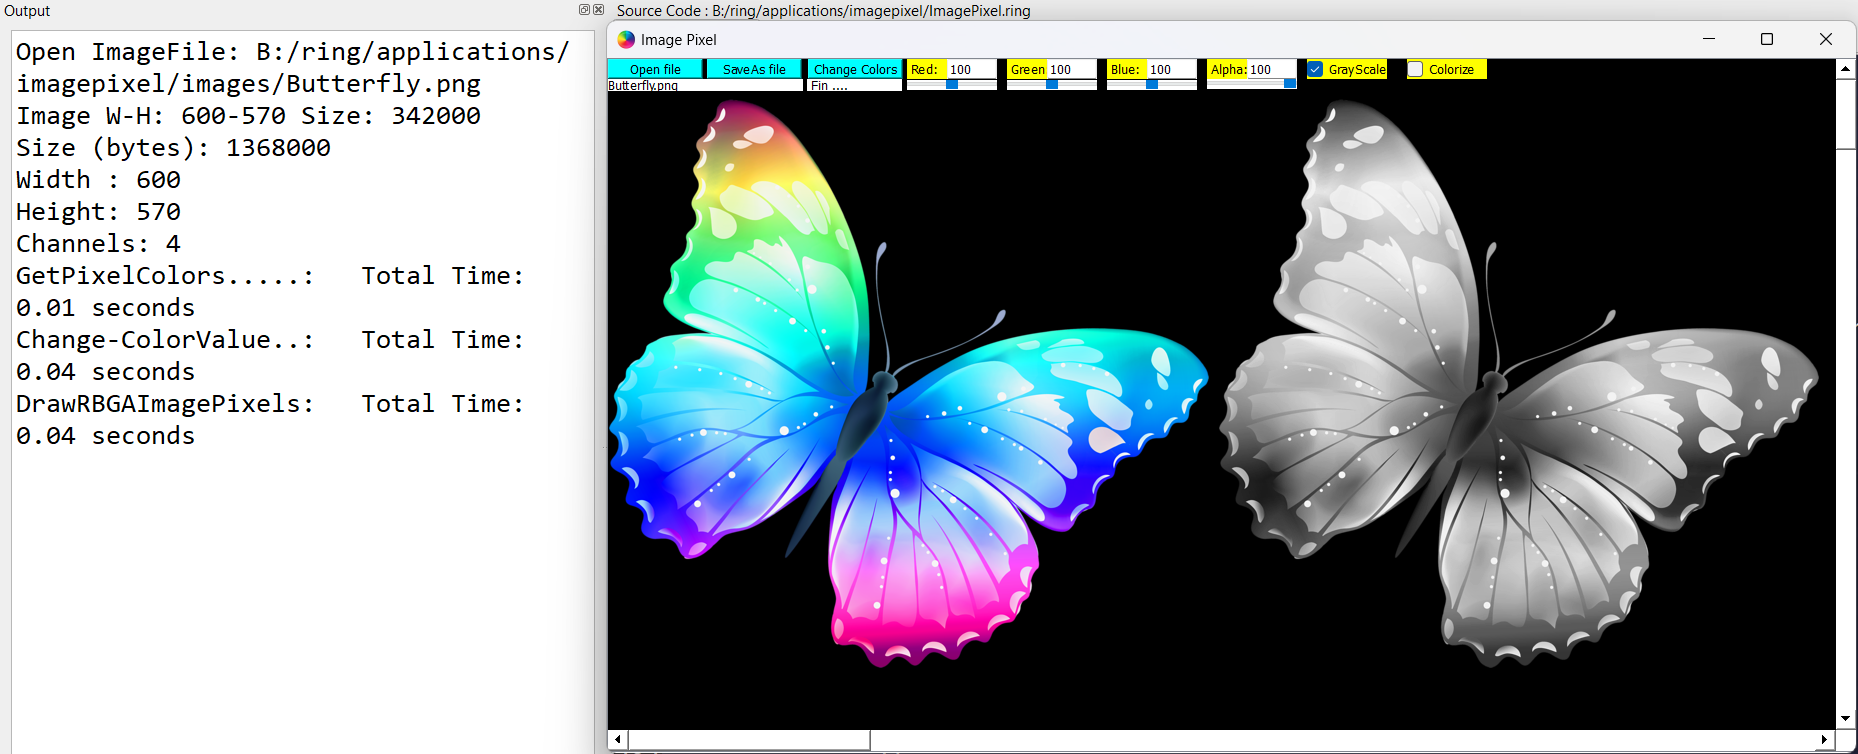 Output
Source Code : B:/ring/applications/imagepixel/ImagePixel.ring
Open ImageFile: B:/ring/applications/
imagepixel/images/Butterfly.png
Image W-H: 600-570 Size: 342000
Size (bytes): 1368000
Width : 600
Height: 570
Channels: 4
GetPixelColors.....:   Total Time:
0.01 seconds
Change-ColorValue..:   Total Time:
0.04 seconds
DrawRBGAImagePixels:   Total Time:
0.04 seconds
Image Pixel
Open file SaveAs file Change Colors Red: 100 Green 100 Blue: 100 Alpha: 100 GrayScale Colorize
Butterfly.png Fin ....